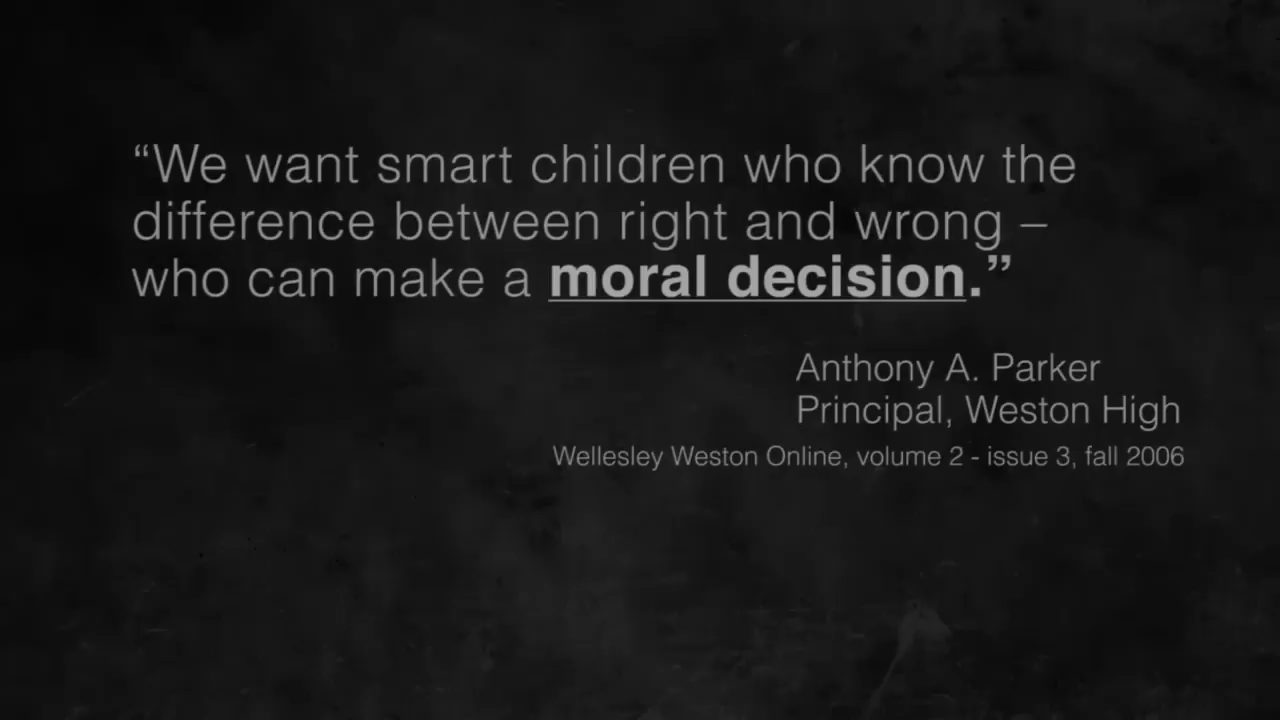 “We want smart children who know the
difference between right and wrong –
who can make a moral decision.”
Anthony A. Parker
Principal, Weston High
Wellesley Weston Online, volume 2 - issue 3, fall 2006